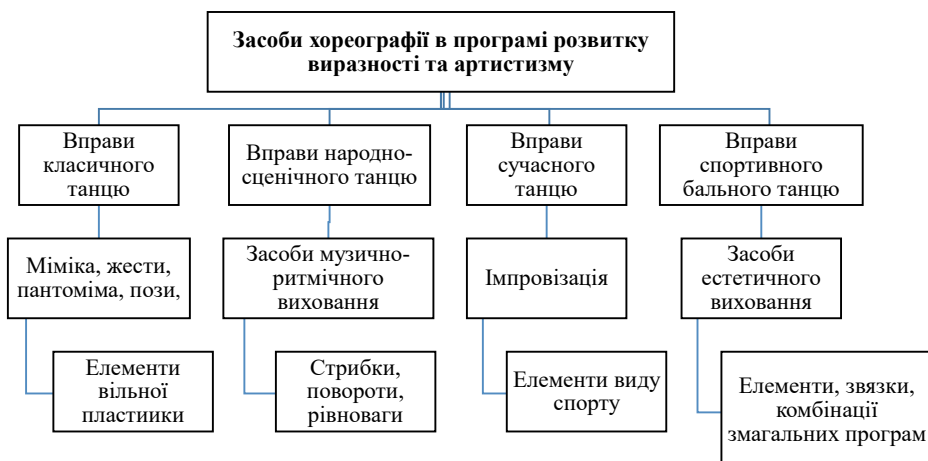 Засоби хореографії в програмі розвитку
виразності та артистизму
Вправи
класичного
танцю
Вправи народно-
сценічного танцю
Вправи
сучасного
танцю
Вправи
спортивного
бального танцю
Міміка, жести,
пантоміма, пози,
Засоби музично-
ритмічного
виховання
Імпровізація
Засоби
естетичного
виховання
Елементи
вільної
пластиики
Стрибки,
повороти,
рівноваги
Елементи виду
спорту
Елементи, звязки,
комбінації
змагальних програм